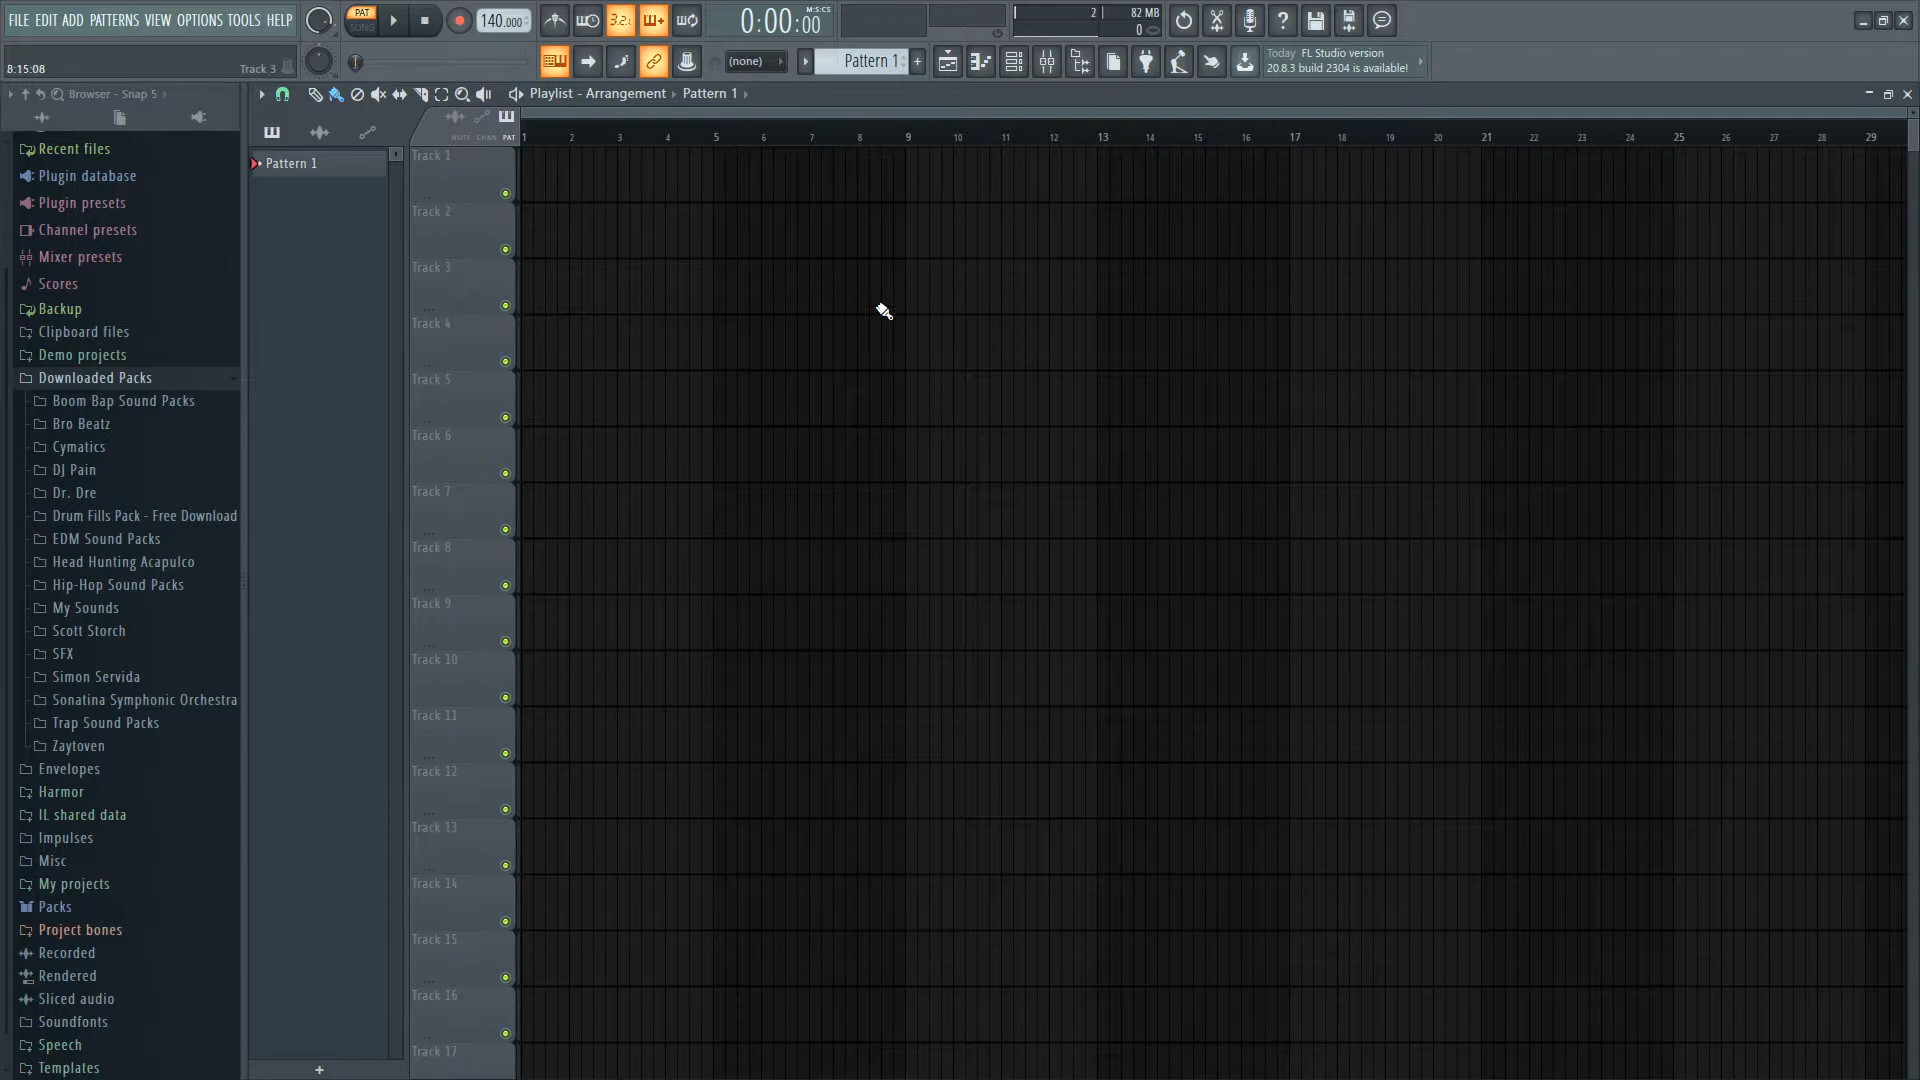 FILE EDIT ADD PATTERNS VIEW OPTIONS TOOLS HELP
PAT
SONG
140.000
3.2.
0:00:00
M:S:CS
2
82 MB
0
8:15:08
Track 3
(none)
Pattern 1
+
Today FL Studio version
20.8.3 build 2304 is available!
Browser - Snap 5
Playlist - Arrangement › Pattern 1 ›
MUTE CHAN PAT
1 2 3 4 5 6 7 8 9 10 11 12 13 14 15 16 17 18 19 20 21 22 23 24 25 26 27 28 29
Recent files
Plugin database
Plugin presets
Channel presets
Mixer presets
Scores
Backup
Clipboard files
Demo projects
Downloaded Packs
Boom Bap Sound Packs
Bro Beatz
Cymatics
DJ Pain
Dr. Dre
Drum Fills Pack - Free Download
EDM Sound Packs
Head Hunting Acapulco
Hip-Hop Sound Packs
My Sounds
Scott Storch
SFX
Simon Servida
Sonatina Symphonic Orchestra
Trap Sound Packs
Zaytoven
Envelopes
Harmor
IL shared data
Impulses
Misc
My projects
Packs
Project bones
Recorded
Rendered
Sliced audio
Soundfonts
Speech
Templates
Pattern 1
+
Track 1
Track 2
Track 3
Track 4
Track 5
Track 6
Track 7
Track 8
Track 9
Track 10
Track 11
Track 12
Track 13
Track 14
Track 15
Track 16
Track 17